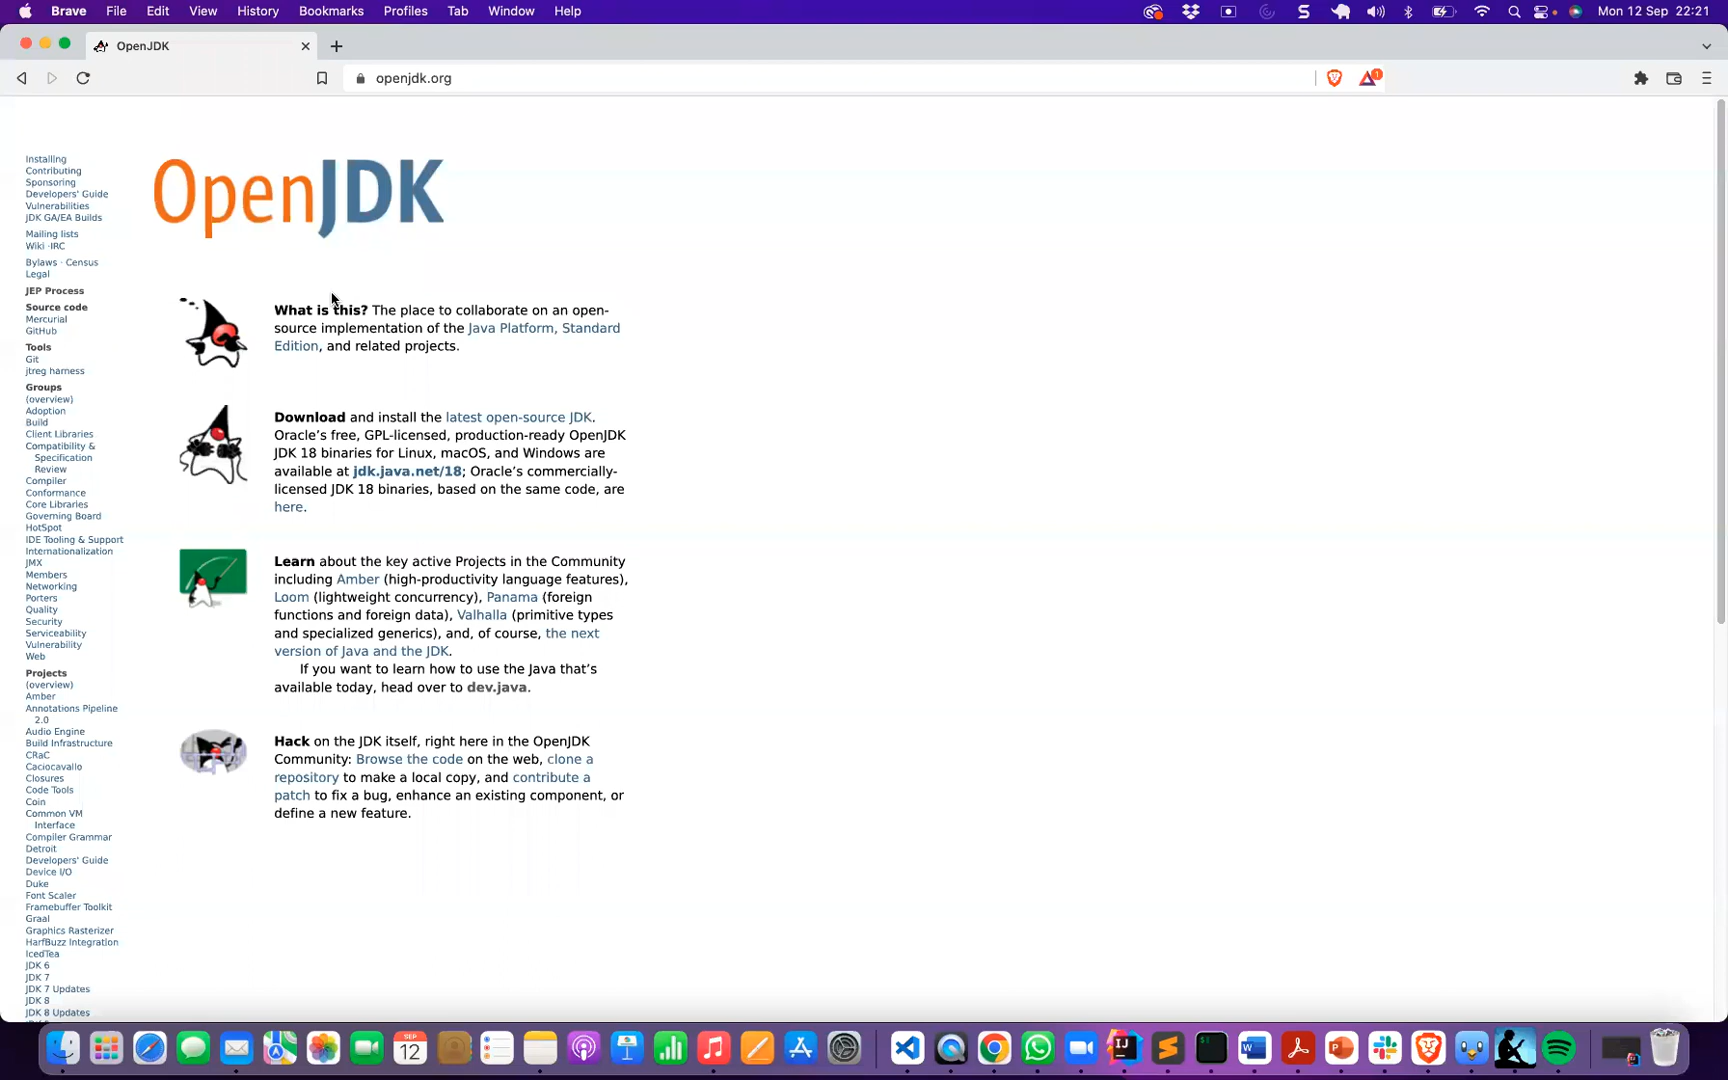 Brave File Edit View History Bookmarks Profiles Tab Window Help Mon 12 Sep 22:21
OpenJDK
openjdk.org
1
Installing
Contributing
Sponsoring
Developers' Guide
Vulnerabilities
JDK GA/EA Builds
Mailing lists
Wiki ·IRC
Bylaws · Census
Legal
JEP Process
Source code
Mercurial
GitHub
Tools
Git
jtreg harness
Groups
(overview)
Adoption
Build
Client Libraries
Compatibility &
Specification
Review
Compiler
Conformance
Core Libraries
Governing Board
HotSpot
IDE Tooling & Support
Internationalization
JMX
Members
Networking
Porters
Quality
Security
Serviceability
Vulnerability
Web
Projects
(overview)
Amber
Annotations Pipeline
2.0
Audio Engine
Build Infrastructure
CRaC
Caciocavallo
Closures
Code Tools
Coin
Common VM
Interface
Compiler Grammar
Detroit
Developers' Guide
Device I/O
Duke
Font Scaler
Framebuffer Toolkit
Graal
Graphics Rasterizer
HarfBuzz Integration
IcedTea
JDK 6
JDK 7
JDK 7 Updates
JDK 8
JDK 8 Updates
OpenJDK
What is this? The place to collaborate on an open-
source implementation of the Java Platform, Standard
Edition, and related projects.
Download and install the latest open-source JDK.
Oracle's free, GPL-licensed, production-ready OpenJDK
JDK 18 binaries for Linux, macOS, and Windows are
available at jdk.java.net/18; Oracle's commercially-
licensed JDK 18 binaries, based on the same code, are
here.
Learn about the key active Projects in the Community
including Amber (high-productivity language features),
Loom (lightweight concurrency), Panama (foreign
functions and foreign data), Valhalla (primitive types
and specialized generics), and, of course, the next
version of Java and the JDK.
If you want to learn how to use the Java that's
available today, head over to dev.java.
Hack on the JDK itself, right here in the OpenJDK
Community: Browse the code on the web, clone a
repository to make a local copy, and contribute a
patch to fix a bug, enhance an existing component, or
define a new feature.
SEP
12